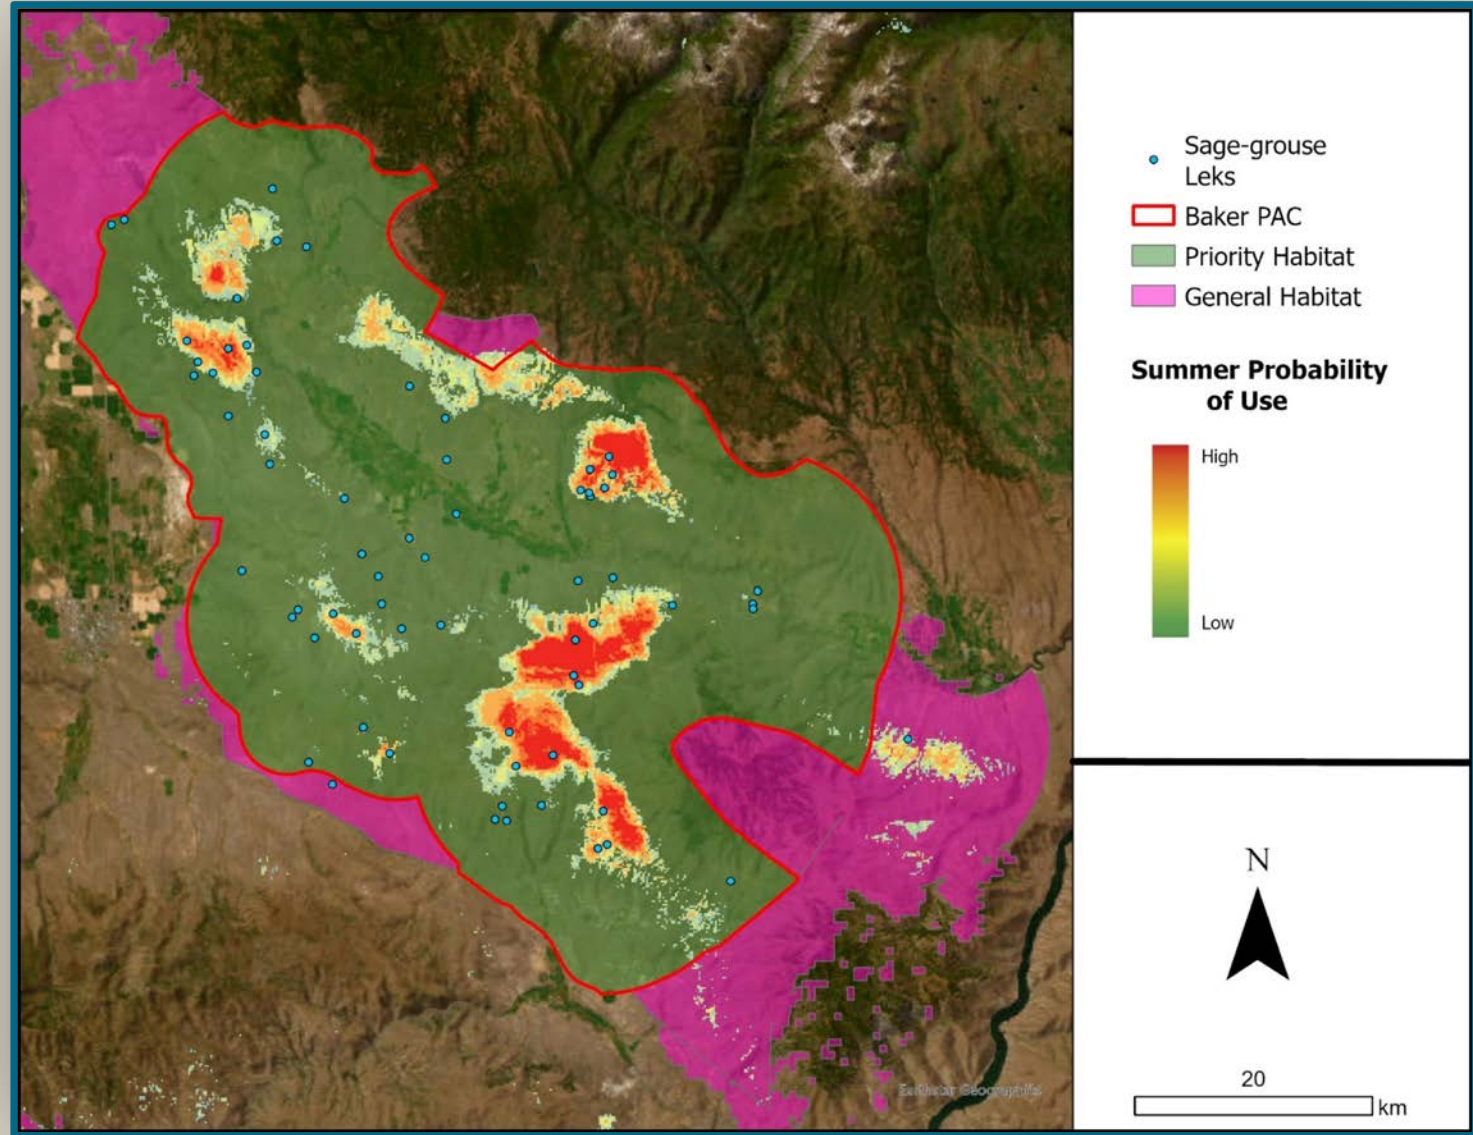 Sage-grouse
Leks
Baker PAC
Priority Habitat
General Habitat
Summer Probability
of Use
High
Low
N
20
km
Earthstar Geographics